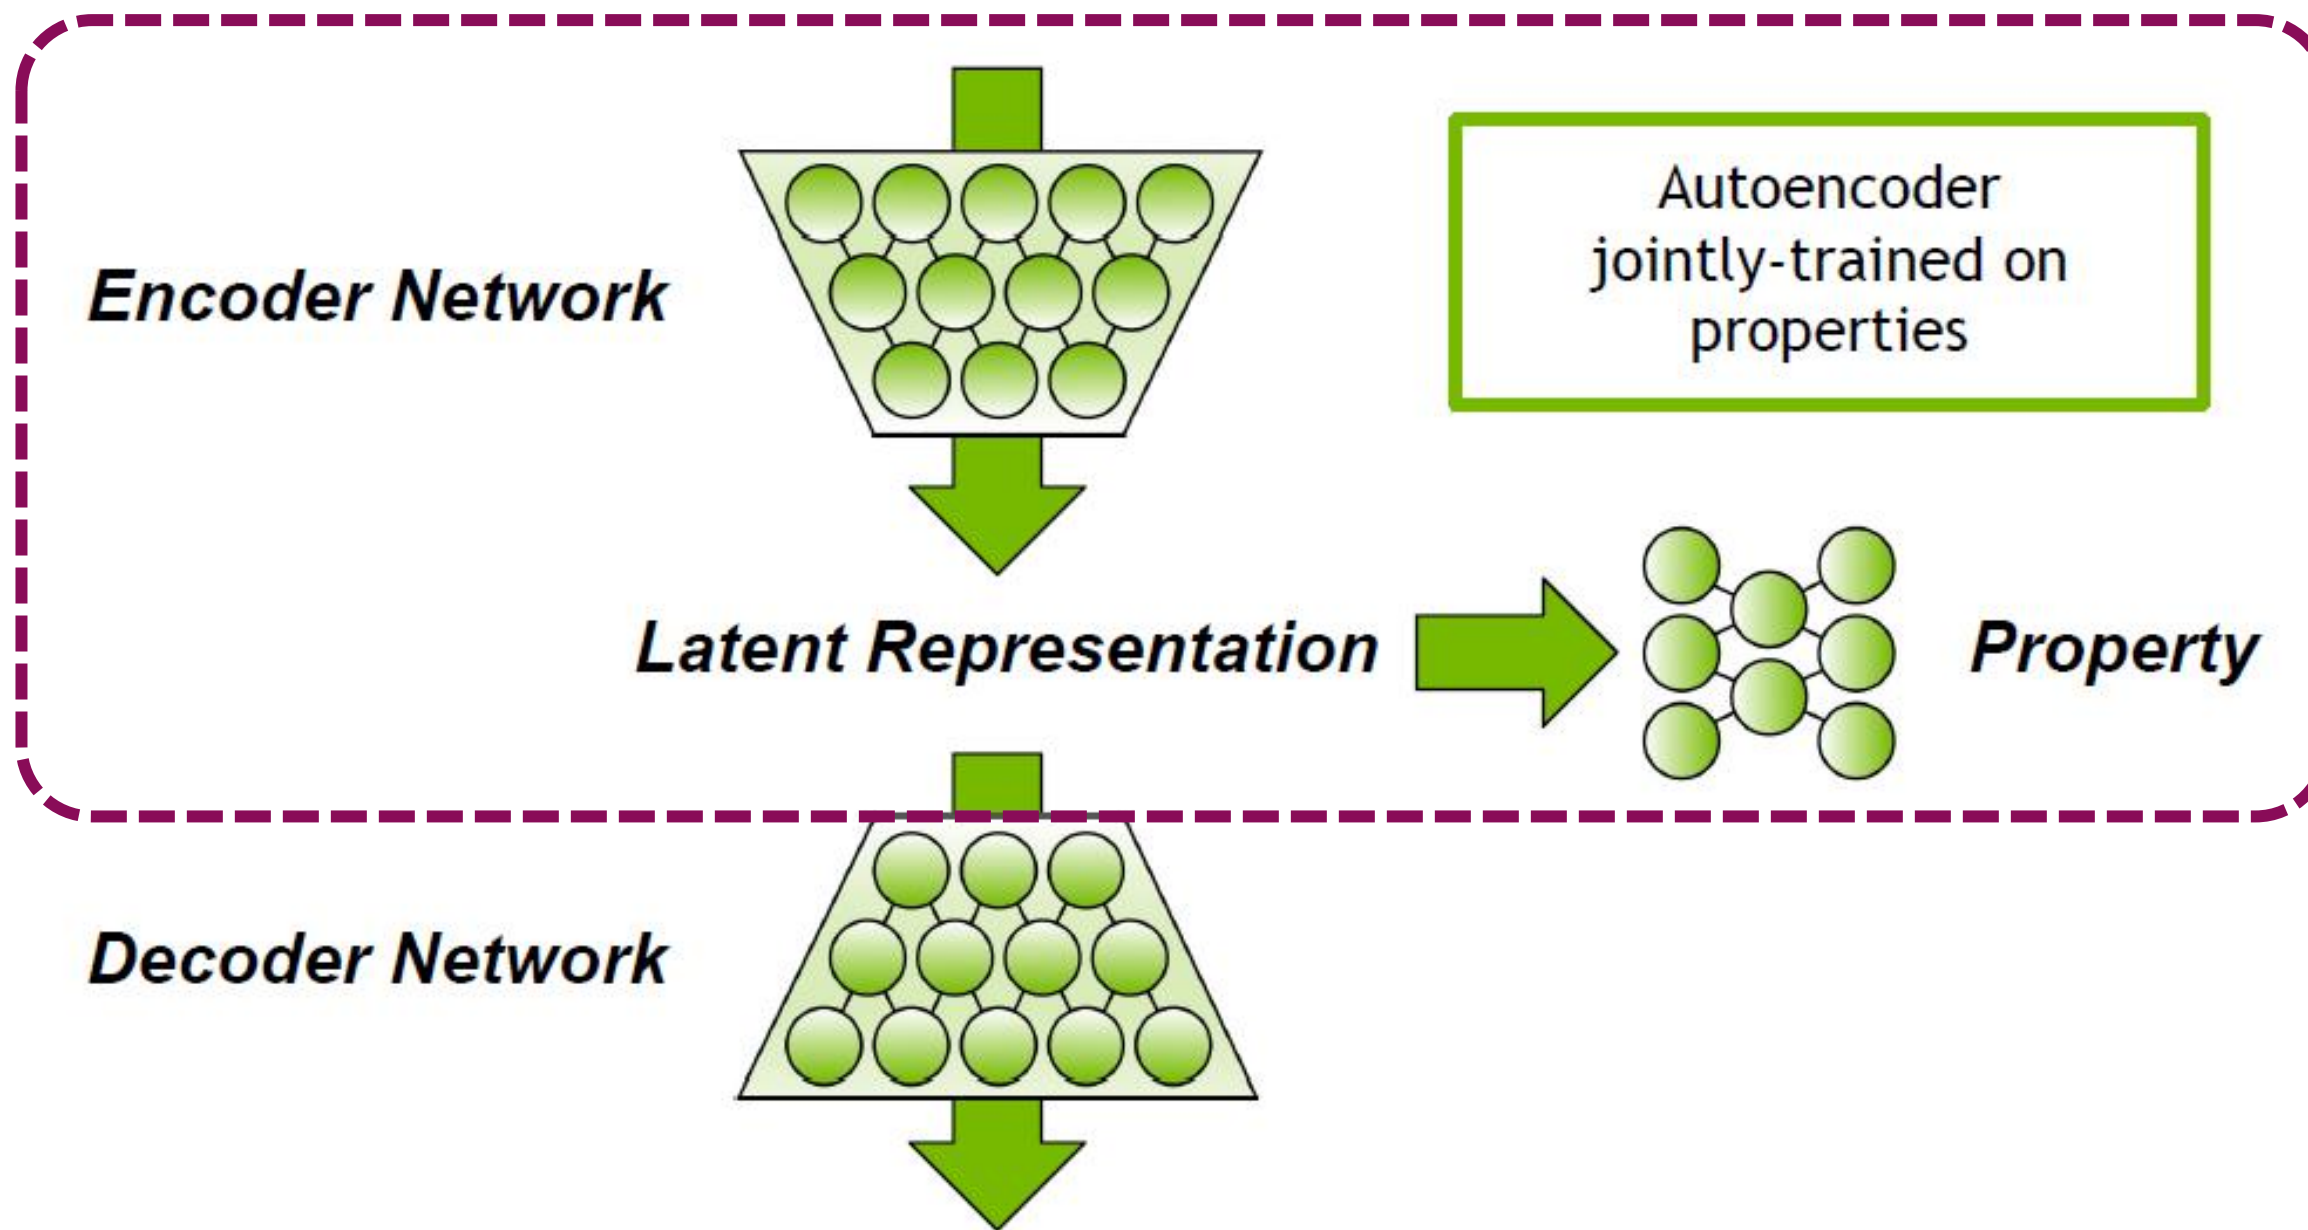 Autoencoder
jointly-trained on
properties
Encoder Network
Latent Representation
Property
Decoder Network